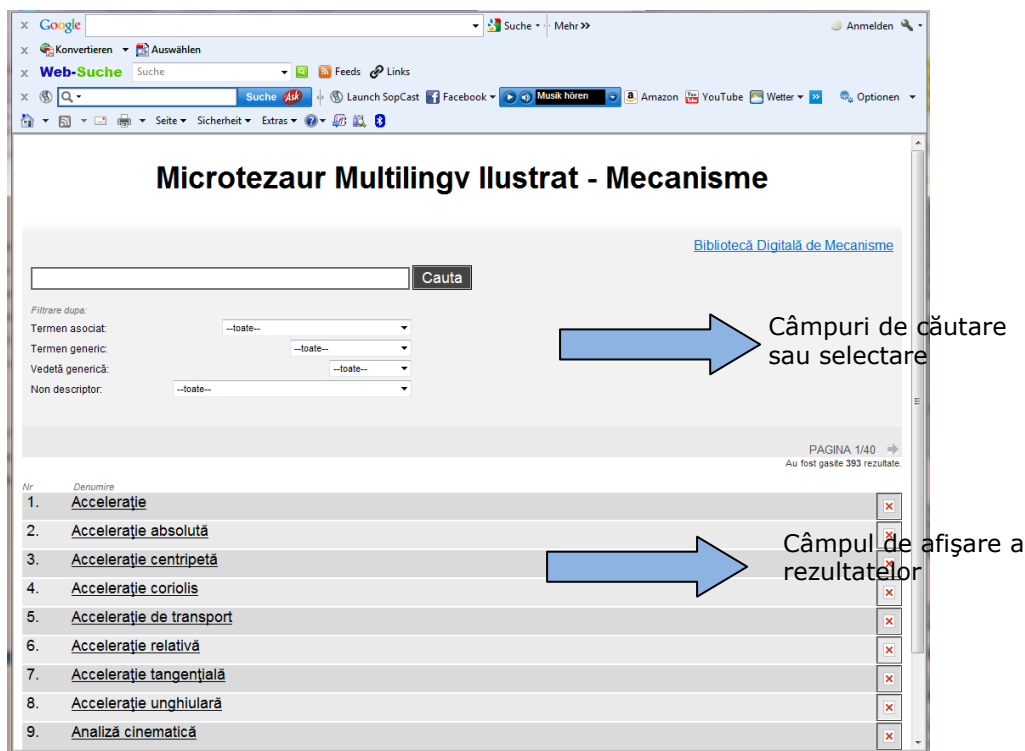 x Google Suche Mehr >> Anmelden
x Konvertieren Auswählen
x Web-Suche Suche Feeds Links
x Suche Ask Launch SopCast Facebook Musik hören a Amazon YouTube Wetter >> Optionen
Seite Sicherheit Extras
Microtezaur Multilingv Ilustrat - Mecanisme
Bibliotecă Digitală de Mecanisme
Cauta
Filtrare dupa:
Termen asociat: --toate--
Termen generic: --toate--
Vedetă generică: --toate--
Non descriptor: --toate--
Câmpuri de căutare
sau selectare
PAGINA 1/40
Au fost gasite 393 rezultate.
Nr Denumire
1. Acceleraţie
2. Acceleraţie absolută
3. Acceleraţie centripetă
4. Acceleraţie coriolis
5. Acceleraţie de transport
6. Acceleraţie relativă
7. Acceleraţie tangenţială
8. Acceleraţie unghiulară
9. Analiză cinematică
Câmpul de afişare a
rezultatelor